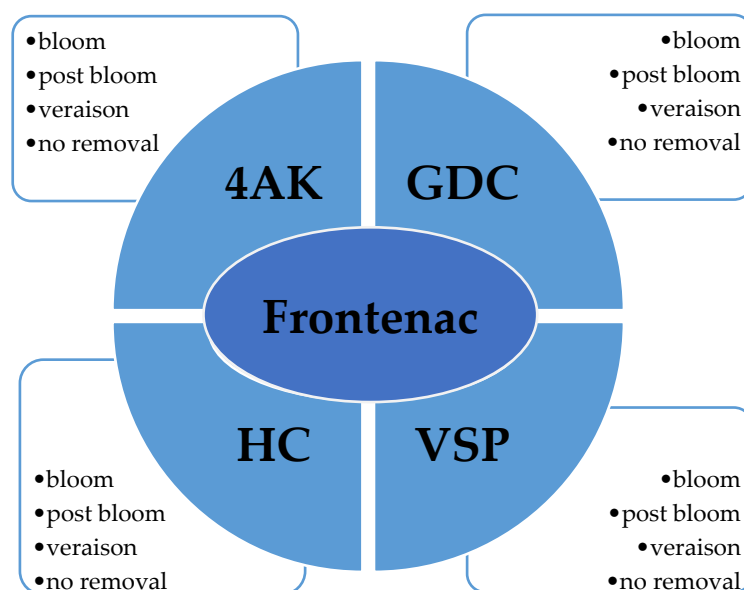 •bloom
•post bloom
•veraison
•no removal
•bloom
•post bloom
•veraison
•no removal
4AK
GDC
Frontenac
HC
VSP
•bloom
•post bloom
•veraison
•no removal
•bloom
•post bloom
•veraison
•no removal